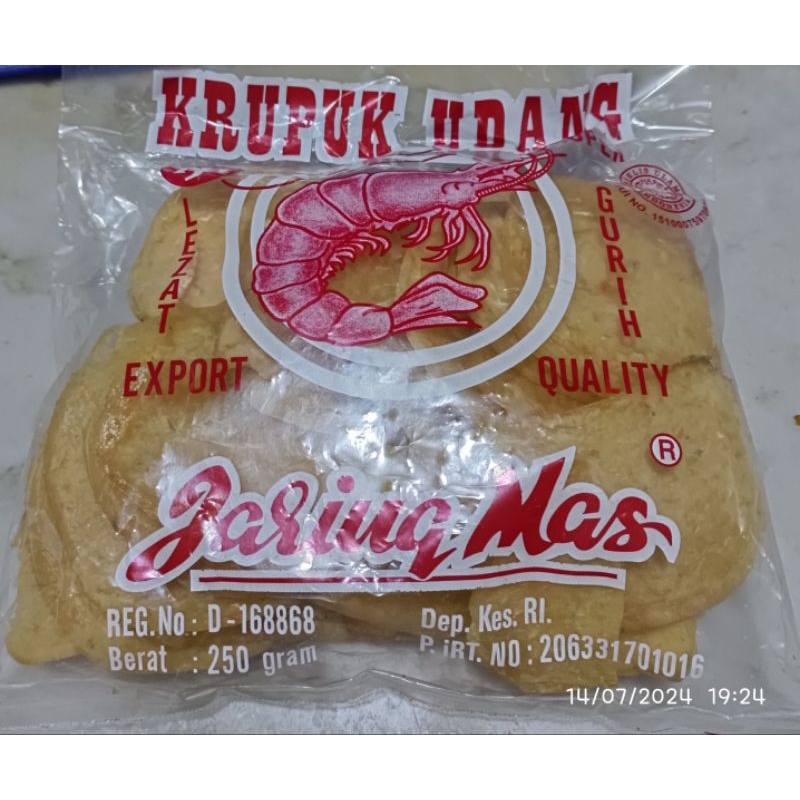 KRUPUK UDANG
LEZAT
GURIH
EXPORT QUALITY
Jaring Mas ®
REG.No : D-168868
Berat : 250 gram
Dep. Kes. RI.
P. iRT. NO : 206331701016
14/07/2024 19:24